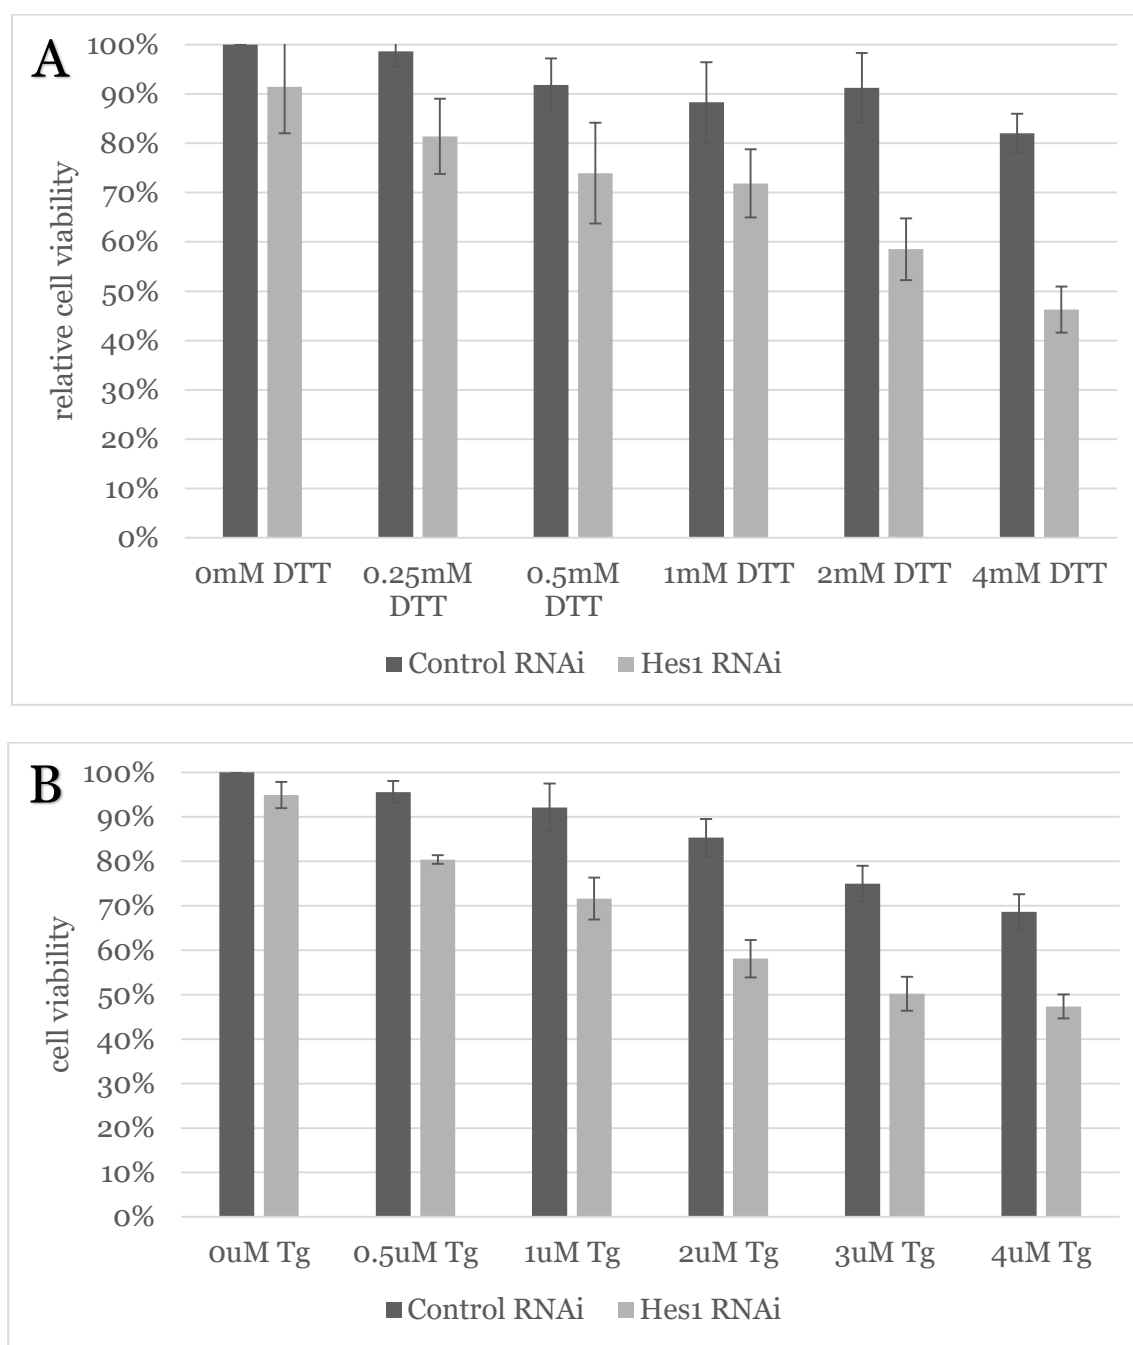 A
relative cell viability
100%
90%
80%
70%
60%
50%
40%
30%
20%
10%
0%
0mM DTT
0.25mM
DTT
0.5mM
DTT
1mM DTT
2mM DTT
4mM DTT
Control RNAi
Hes1 RNAi
B
cell viability
100%
90%
80%
70%
60%
50%
40%
30%
20%
10%
0%
0uM Tg
0.5uM Tg
1uM Tg
2uM Tg
3uM Tg
4uM Tg
Control RNAi
Hes1 RNAi